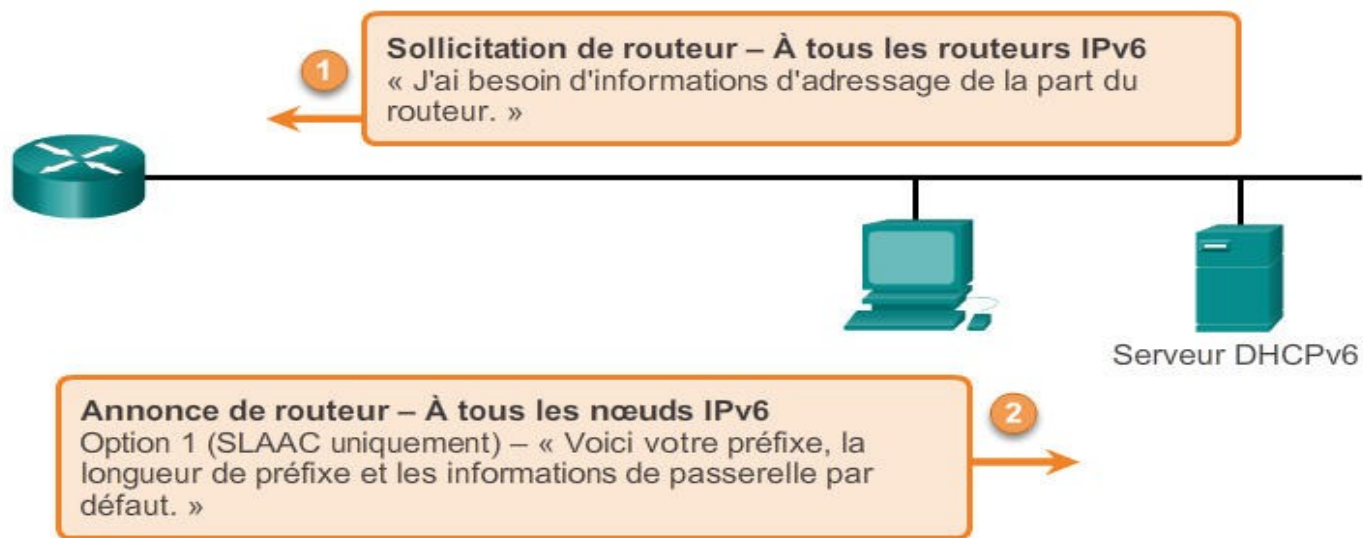 1
Sollicitation de routeur – À tous les routeurs IPv6
« J'ai besoin d'informations d'adressage de la part du
routeur. »
Serveur DHCPv6
Annonce de routeur – À tous les nœuds IPv6
Option 1 (SLAAC uniquement) – « Voici votre préfixe, la
longueur de préfixe et les informations de passerelle par
défaut. »
2